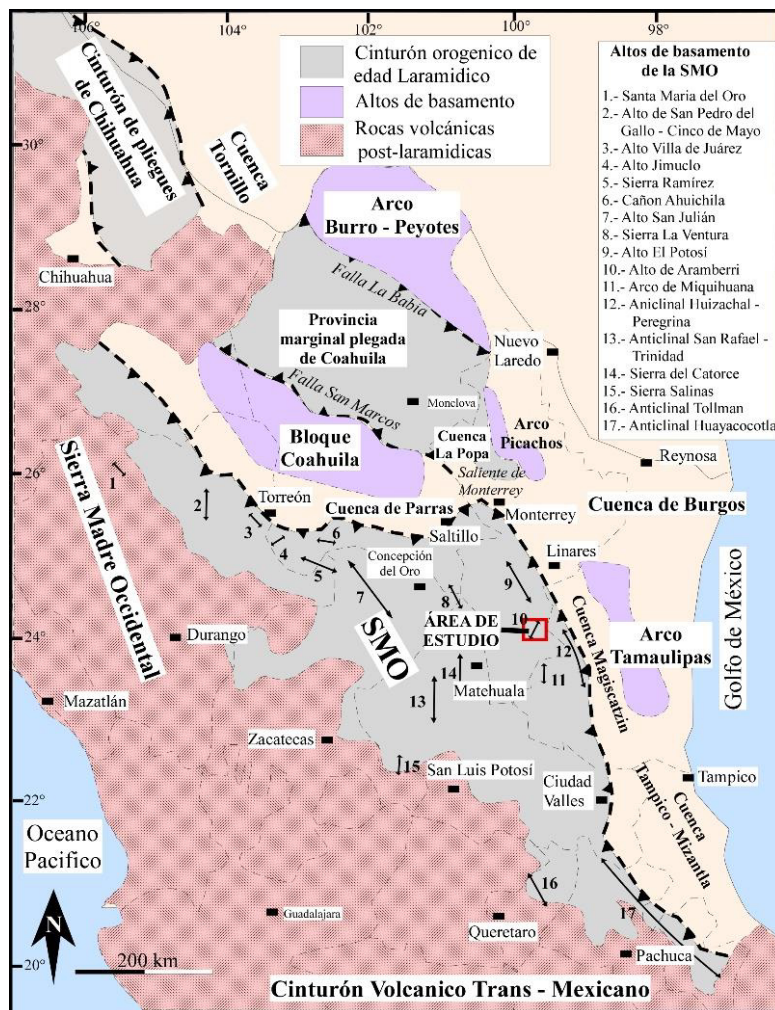 106°
104°
102°
100°
98°
30°
28°
26°
24°
22°
20°
Cinturón orogenico de
edad Laramidico
Altos de basamento
Rocas volcánicas
post-laramidicas
Altos de basamento
de la SMO
1.- Santa Maria del Oro
2.- Alto de San Pedro del
Gallo - Cinco de Mayo
3.- Alto Villa de Juárez
4.- Alto Jimuclo
5.- Sierra Ramírez
6.- Cañon Ahuichila
7.- Alto San Julián
8.- Sierra La Ventura
9.- Alto El Potosí
10.- Alto de Aramberri
11.- Arco de Miquihuana
12.- Aniclinal Huizachal -
Peregrina
13.- Anticlinal San Rafael -
Trinidad
14.- Sierra del Catorce
15.- Sierra Salinas
16.- Anticlinal Tollman
17.- Anticlinal Huayacocotla
Cinturón de pliegues
de Chihuahua
Cuenca
Tornillo
Arco
Burro - Peyotes
Chihuahua
Falla La Babia
Provincia
marginal plegada
de Coahuila
Nuevo
Laredo
Falla San Marcos
Monclova
Arco
Picachos
Bloque
Coahuila
Cuenca
La Popa
Reynosa
Saliente de
Monterrey
Sierra Madre Occidental
1
2
Torreón
3
4
5
6
Cuenca de Parras
Saltillo
Monterrey
Cuenca de Burgos
Concepción
del Oro
Linares
7
8
9
Golfo de México
SMO
ÁREA DE
ESTUDIO
10
Durango
12
Arco
Tamaulipas
Cuenca Magiscatzin
14
Matehuala
11
13
Mazatlán
Zacatecas
15
San Luis Potosí
Ciudad
Valles
Tampico
Cuenca
Tampico - Mizantla
Oceano
Pacifico
16
17
N
Guadalajara
Queretaro
Pachuca
200 km
Cinturón Volcanico Trans - Mexicano